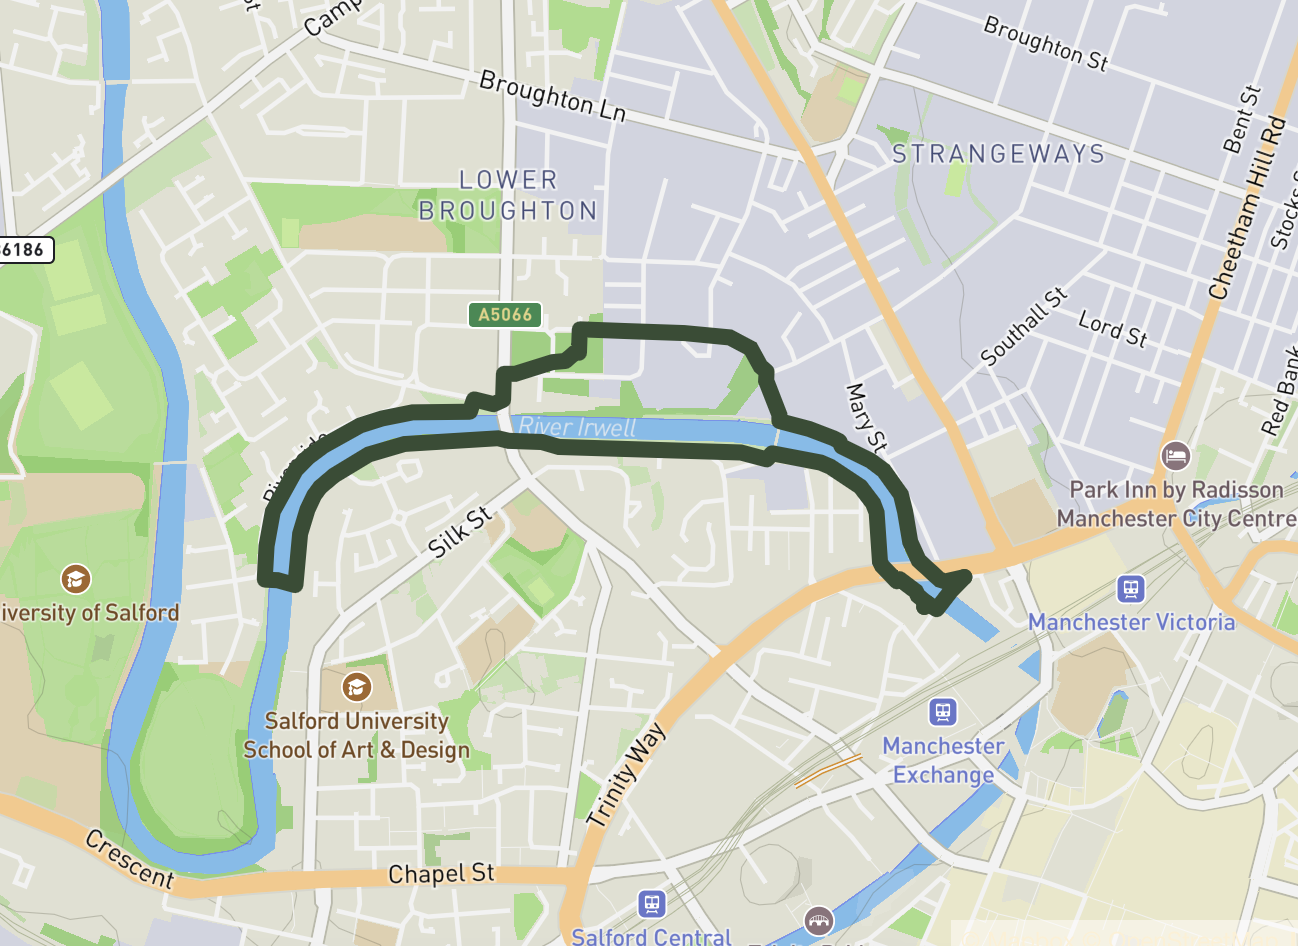 Camp
St
Broughton St
Broughton Ln
Bent St
STRANGEWAYS
LOWER
BROUGHTON
Cheetham Hill Rd
Stocks S
6186
A5066
Southall St
Lord St
Red Bank
Mary St
River Irwell
Riverside
Park Inn by Radisson
Manchester City Centre
Silk St
iversity of Salford
Manchester Victoria
Salford University
School of Art & Design
Manchester
Exchange
Trinity Way
Crescent
Chapel St
Salford Central